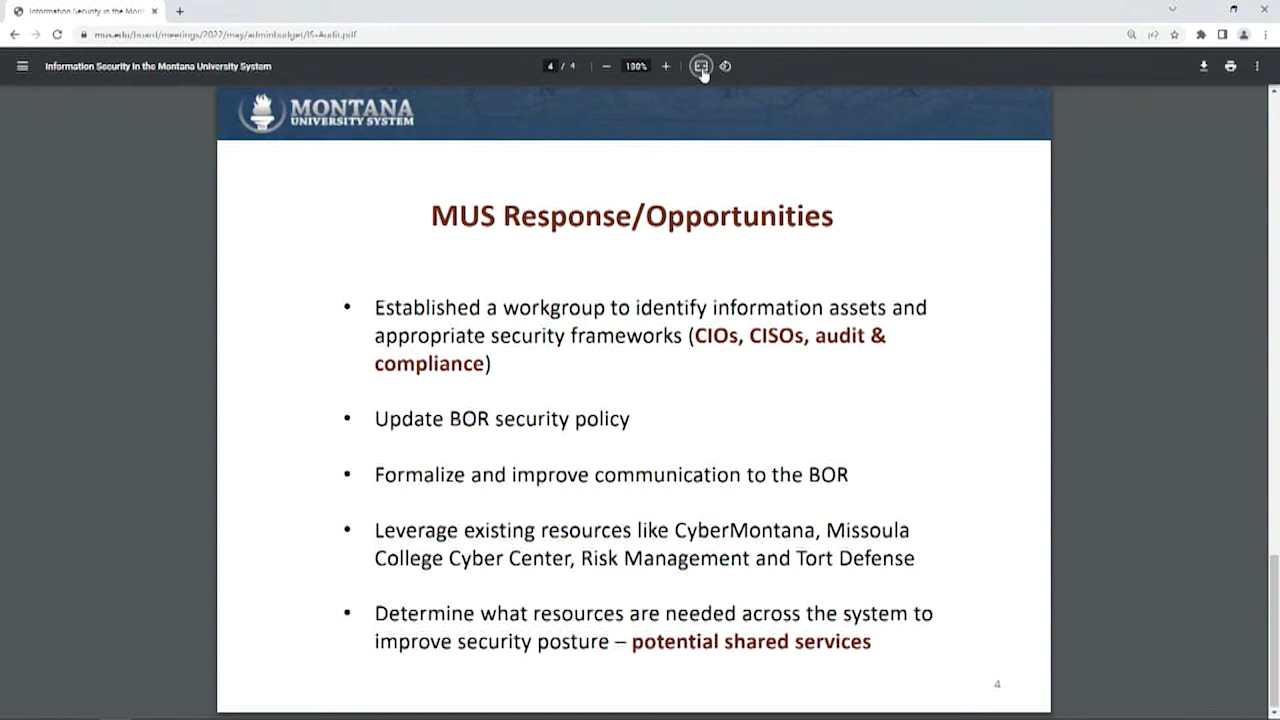 Information Security in the Mon
mus.edu/board/meetings/2022/may/adminbudget/IS-Audit.pdf
Information Security in the Montana University System
4 / 4
100%
MONTANA
UNIVERSITY SYSTEM
MUS Response/Opportunities
• Established a workgroup to identify information assets and
appropriate security frameworks (CIOs, CISOs, audit &
compliance)
• Update BOR security policy
• Formalize and improve communication to the BOR
• Leverage existing resources like CyberMontana, Missoula
College Cyber Center, Risk Management and Tort Defense
• Determine what resources are needed across the system to
improve security posture – potential shared services
4